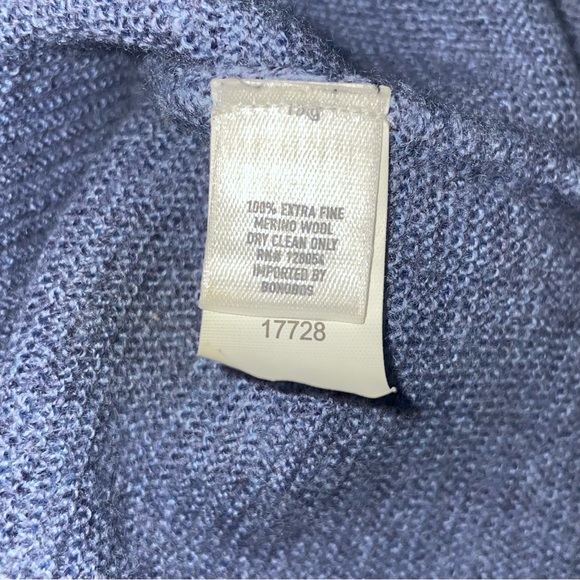 100% EXTRA FINE
MERINO WOOL
DRY CLEAN ONLY
RN# 128054
IMPORTED BY
BONOBOS
17728